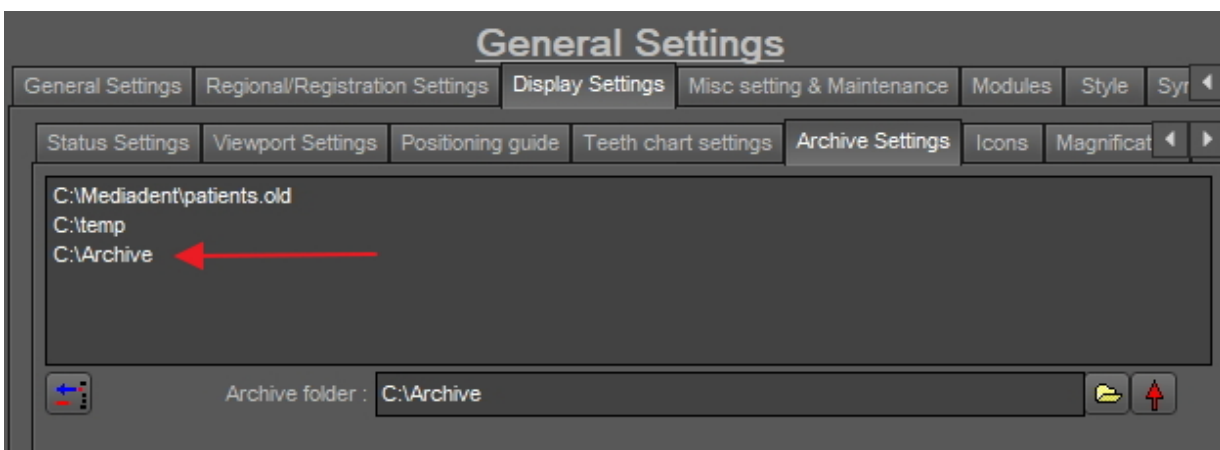 General Settings
General Settings Regional/Registration Settings Display Settings Misc setting & Maintenance Modules Style
Status Settings Viewport Settings Positioning guide Teeth chart settings Archive Settings Icons
C:\Mediadent\patients.old
C:\temp
C:\Archive
Archive folder : C:\Archive